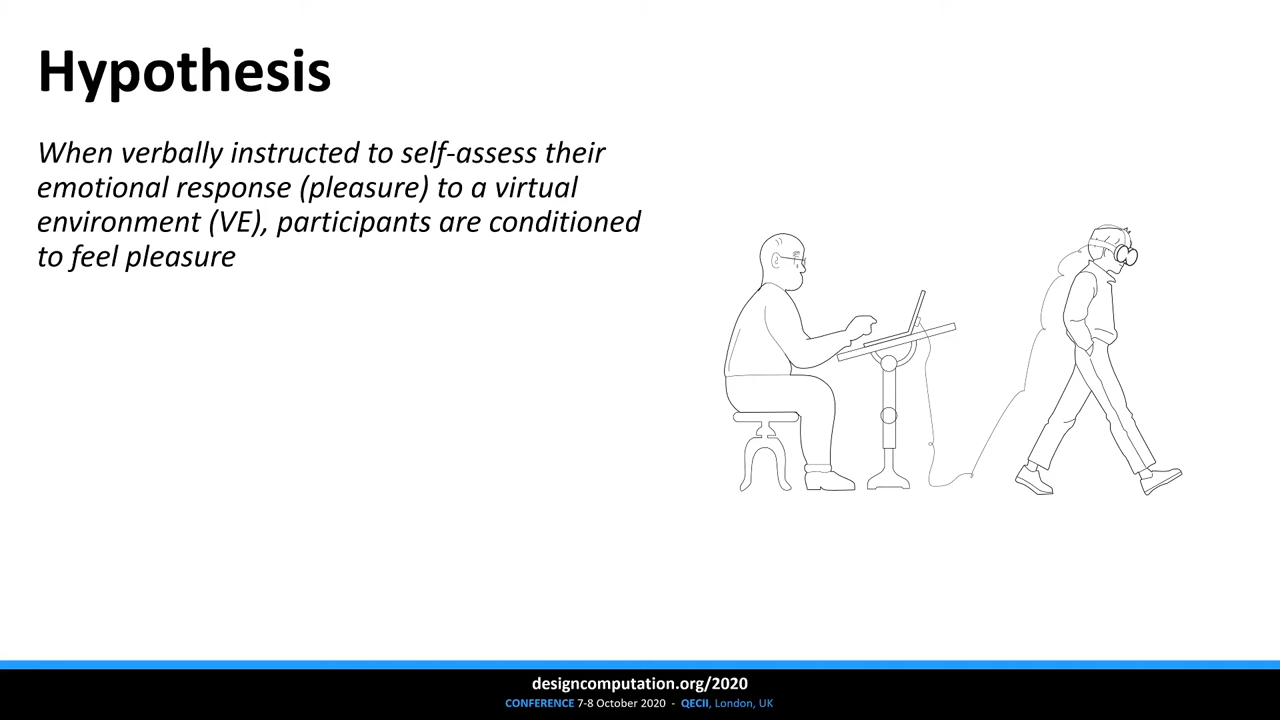 Hypothesis
When verbally instructed to self-assess their
emotional response (pleasure) to a virtual
environment (VE), participants are conditioned
to feel pleasure
designcomputation.org/2020
CONFERENCE 7-8 October 2020 - QECII, London, UK